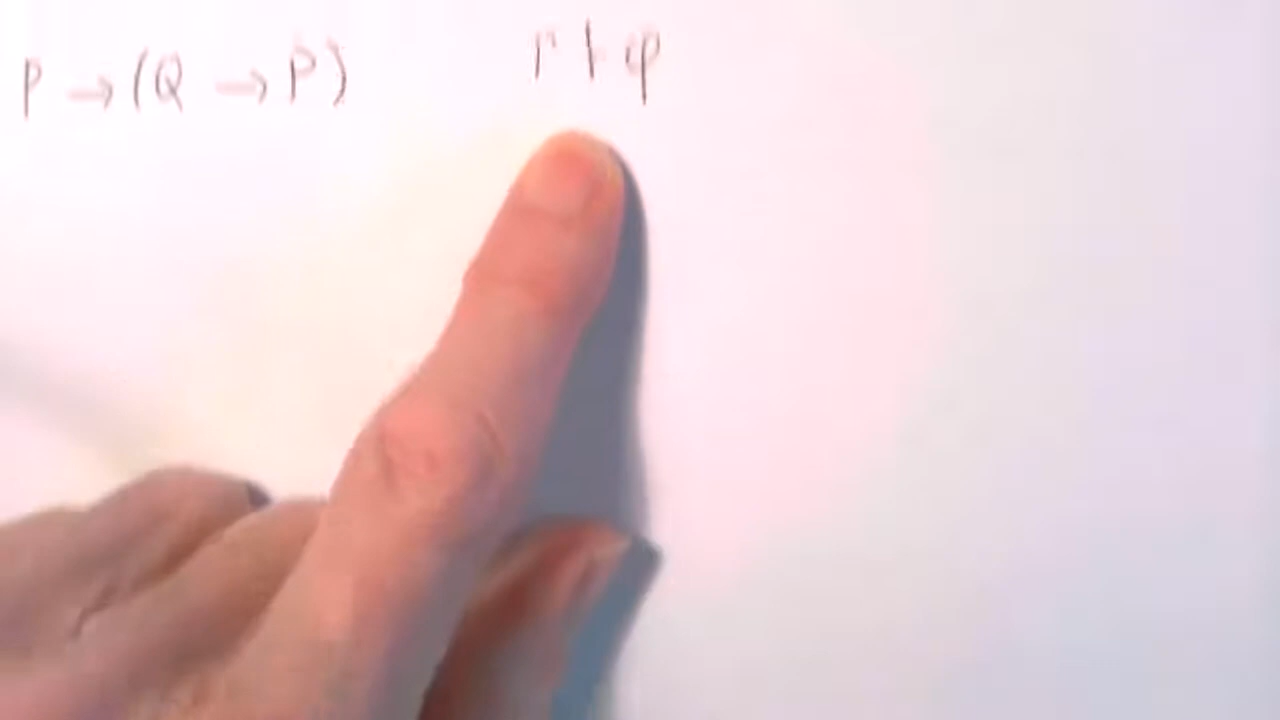 P → (Q → P)
Γ ⊢ φ